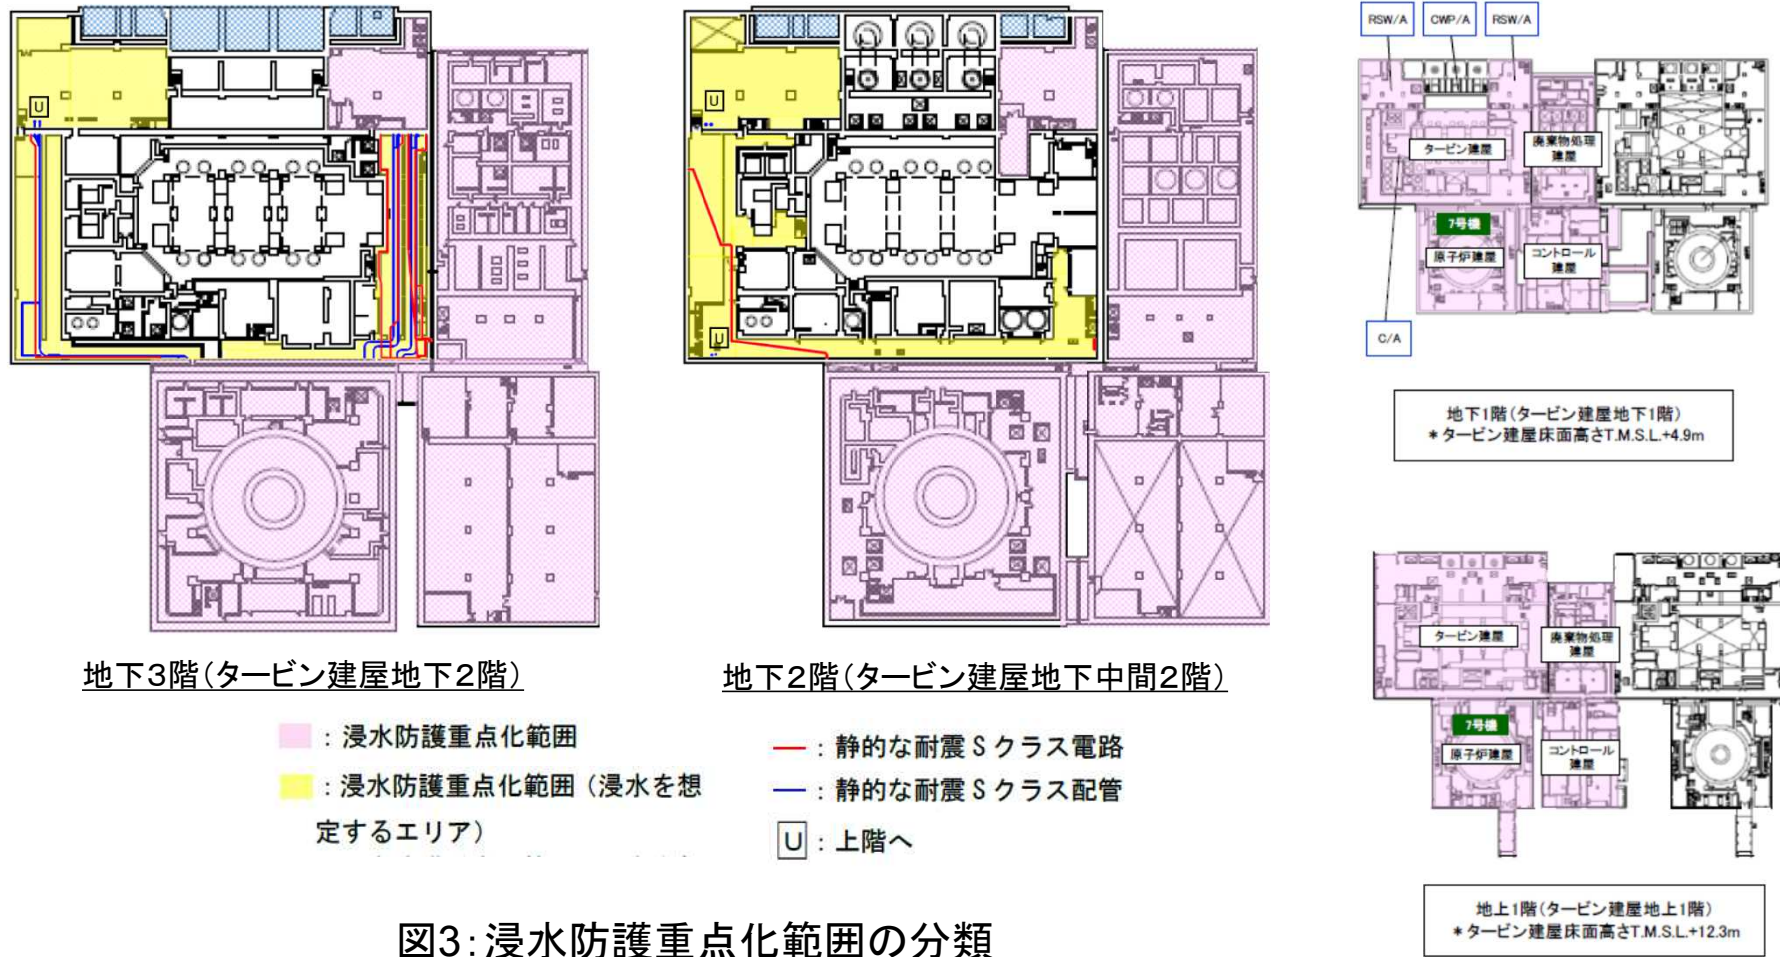 U
地下3階(タービン建屋地下2階)
U
U
地下2階(タービン建屋地下中間2階)
：浸水防護重点化範囲
：浸水防護重点化範囲（浸水を想
定するエリア）
：静的な耐震Ｓクラス電路
：静的な耐震Ｓクラス配管
U：上階へ
図3:浸水防護重点化範囲の分類
RSW/A
CWP/A
RSW/A
タービン建屋
廃棄物処理
建屋
7号機
原子炉建屋
コントロール
建屋
C/A
地下1階(タービン建屋地下1階)
＊タービン建屋床面高さT.M.S.L.+4.9m
タービン建屋
廃棄物処理
建屋
7号機
原子炉建屋
コントロール
建屋
地上1階(タービン建屋地上1階)
＊タービン建屋床面高さT.M.S.L.+12.3m